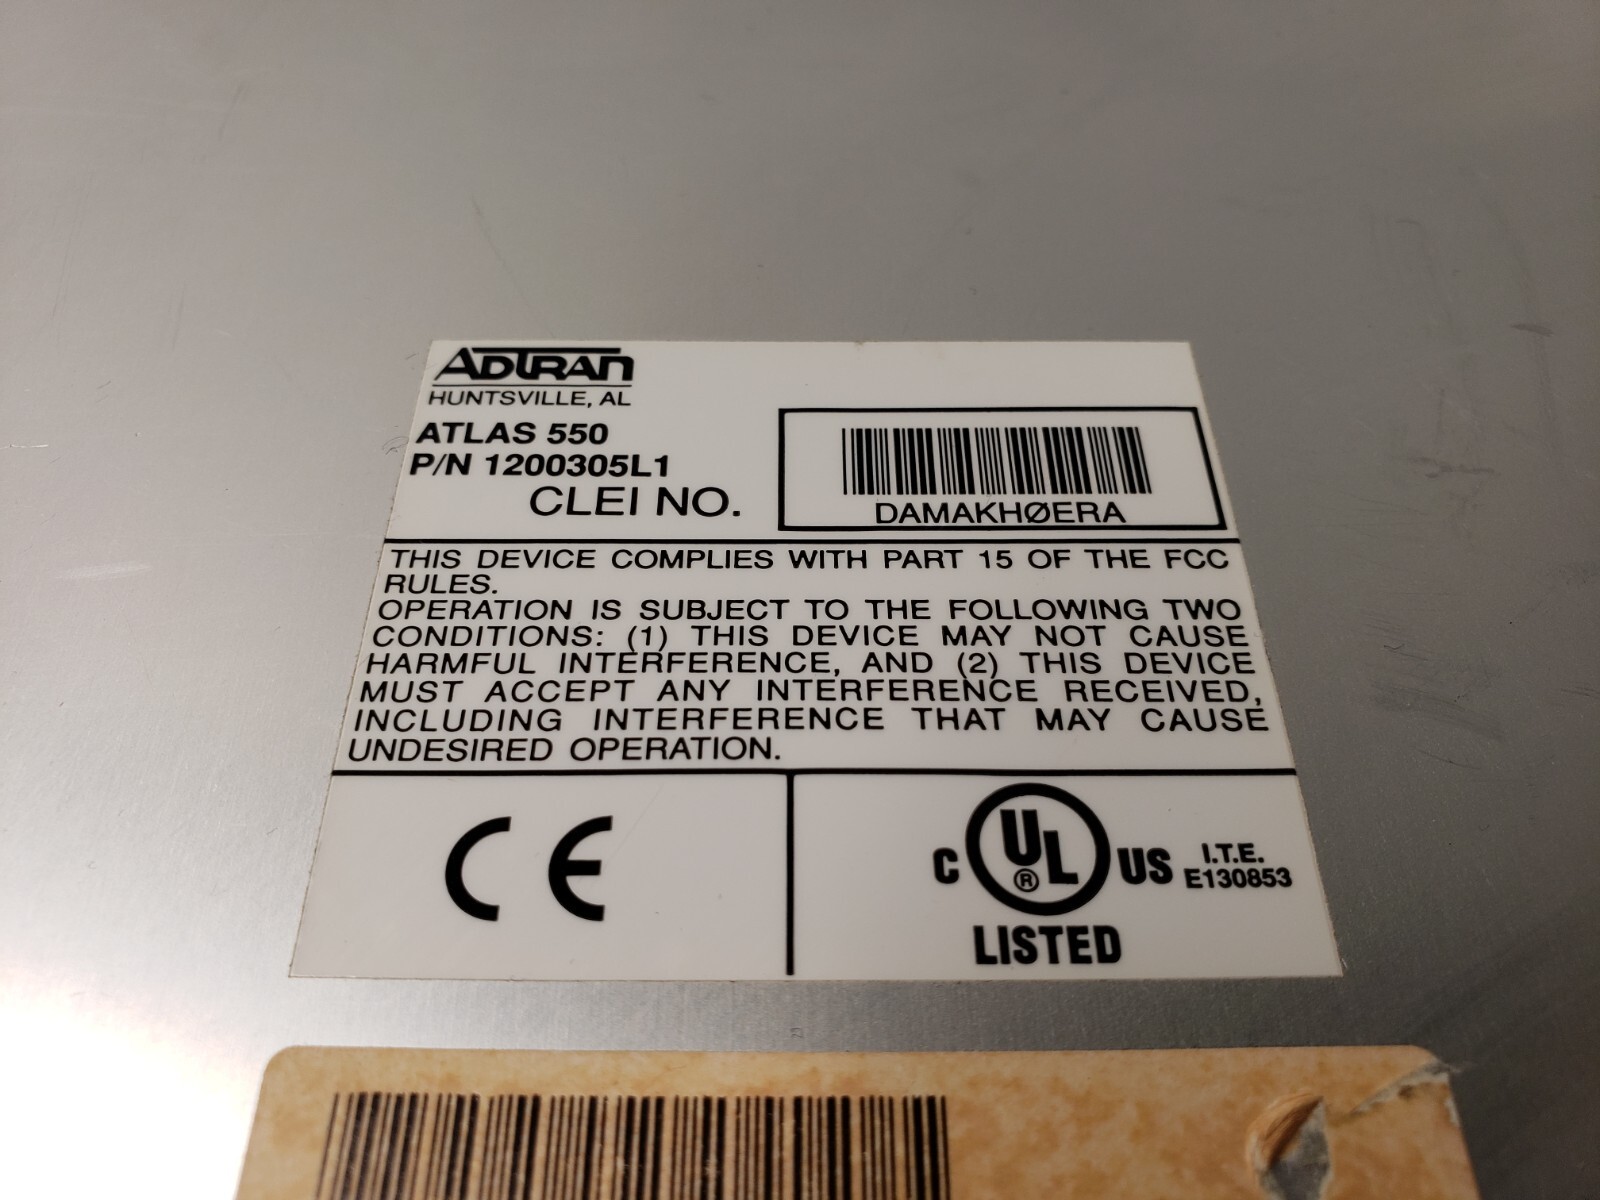 ADTRAN
HUNTSVILLE, AL
ATLAS 550
P/N 1200305L1
CLEI NO.
DAMAKHØERA
THIS DEVICE COMPLIES WITH PART 15 OF THE FCC
RULES.
OPERATION IS SUBJECT TO THE FOLLOWING TWO
CONDITIONS: (1) THIS DEVICE MAY NOT CAUSE
HARMFUL INTERFERENCE, AND (2) THIS DEVICE
MUST ACCEPT ANY INTERFERENCE RECEIVED,
INCLUDING INTERFERENCE THAT MAY CAUSE
UNDESIRED OPERATION.
CE
C UL ® US
I.T.E.
E130853
LISTED